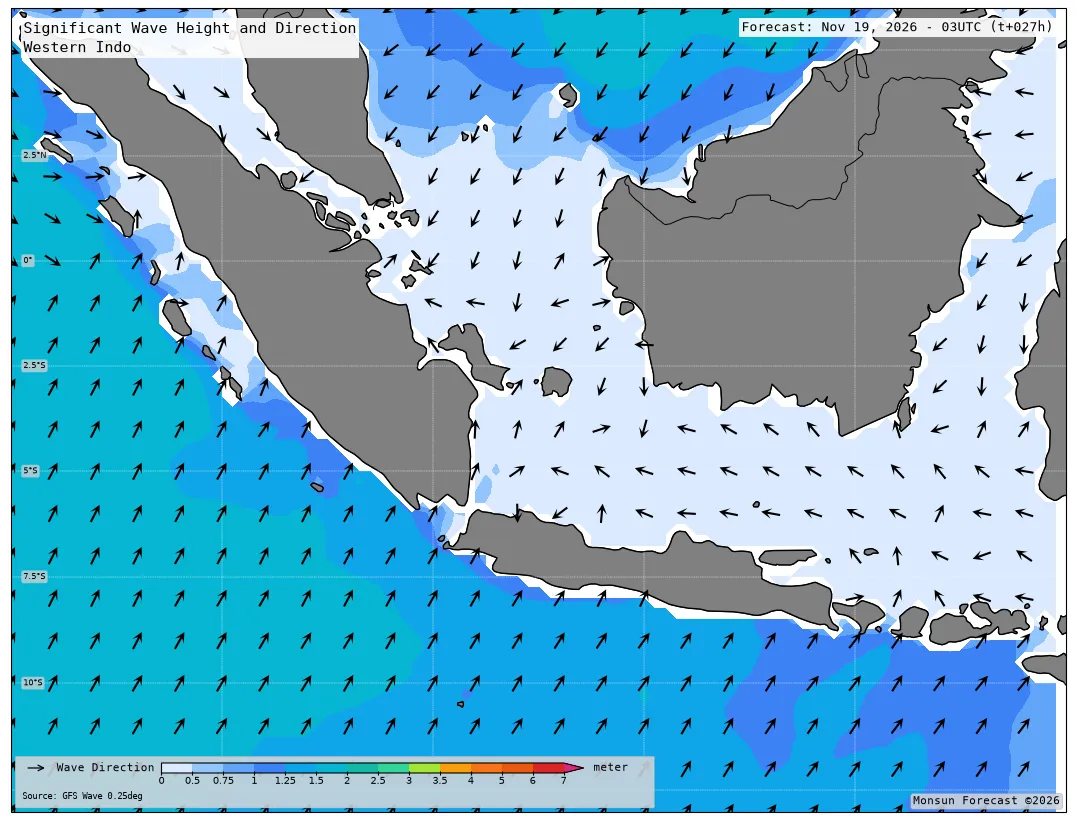 Significant Wave Height and Direction
Western Indo
Forecast: Nov 19, 2026 - 03UTC (t+027h)
2.5°N
0°
2.5°S
5°S
7.5°S
10°S
Wave Direction
0 0.5 0.75 1 1.25 1.5 2 2.5 3 3.5 4 5 6 7
meter
Source: GFS Wave 0.25deg
Monsun Forecast ©2026